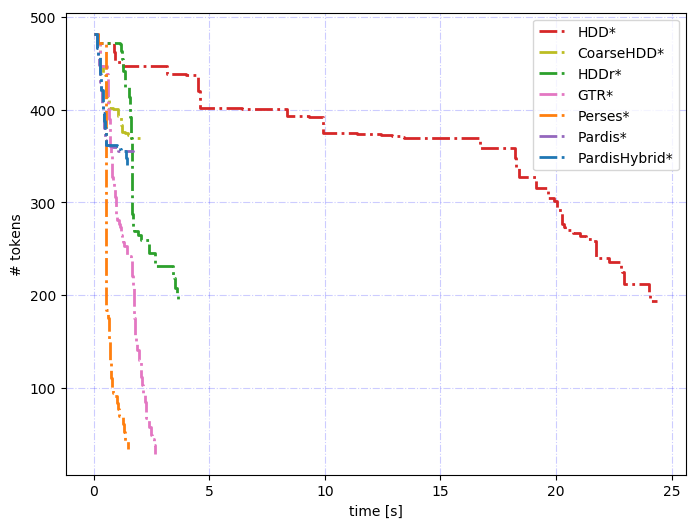 500
400
300
200
100
# tokens
0
5
10
15
20
25
time [s]
HDD*
CoarseHDD*
HDDr*
GTR*
Perses*
Pardis*
PardisHybrid*